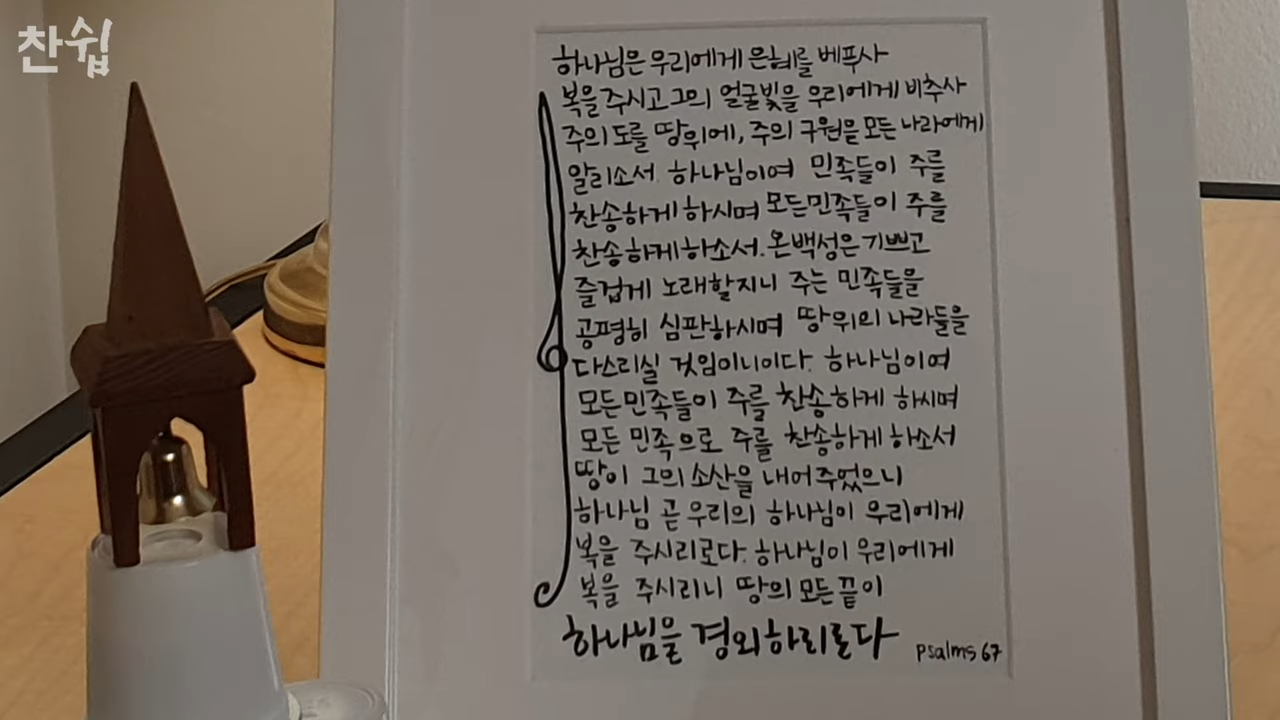 찬쉽
하나님은 우리에게 은혜를 베푸사
복을 주시고 그의 얼굴빛을 우리에게 비추사
주의 도를 땅위에, 주의 구원을 모든 나라에게
알리소서. 하나님이여 민족들이 주를
찬송하게 하시며 모든민족들이 주를
찬송하게하소서. 온백성은 기쁘고
즐겁게 노래할지니 주는 민족들을
공평히 심판하시며 땅위의 나라들을
다스리실 것임이니이다. 하나님이여
모든민족들이 주를 찬송하게 하시며
모든 민족으로 주를 찬송하게하소서
땅이 그의 소산을 내어주었으니
하나님 곧 우리의 하나님이 우리에게
복을 주시리로다. 하나님이 우리에게
복을 주시리니 땅의 모든끝이
하나님을 경외하리로다
psalms 67